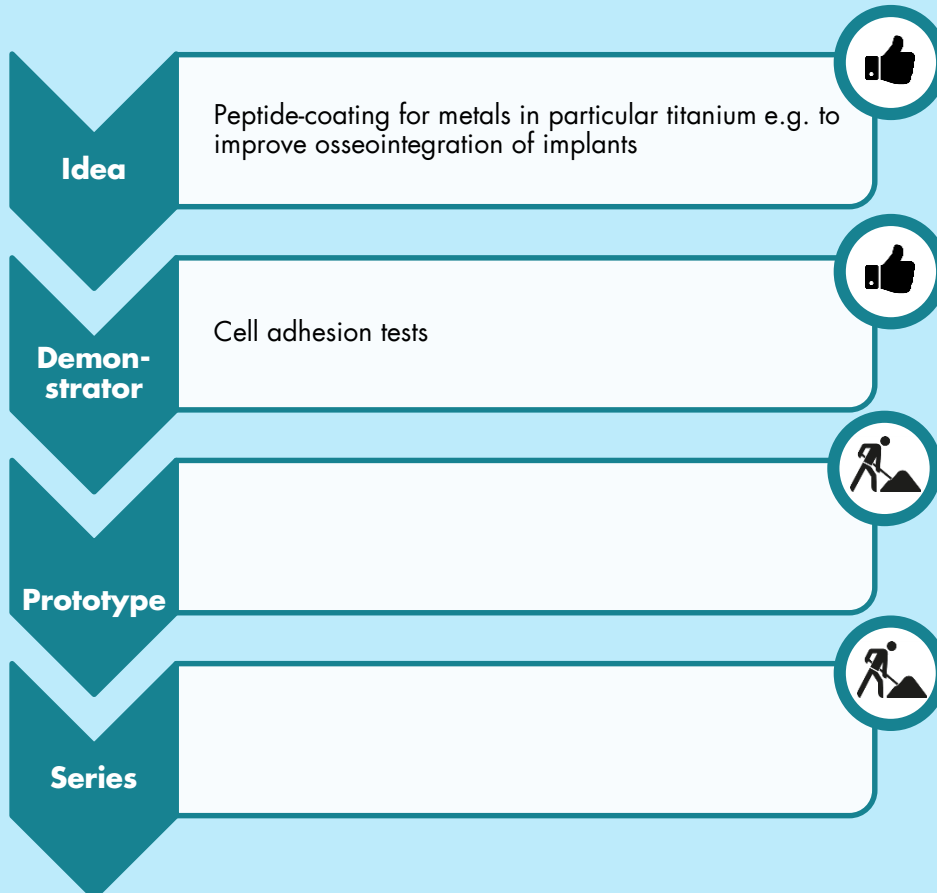 Idea
Peptide-coating for metals in particular titanium e.g. to
improve osseointegration of implants
Demon-
strator
Cell adhesion tests
Prototype
Series